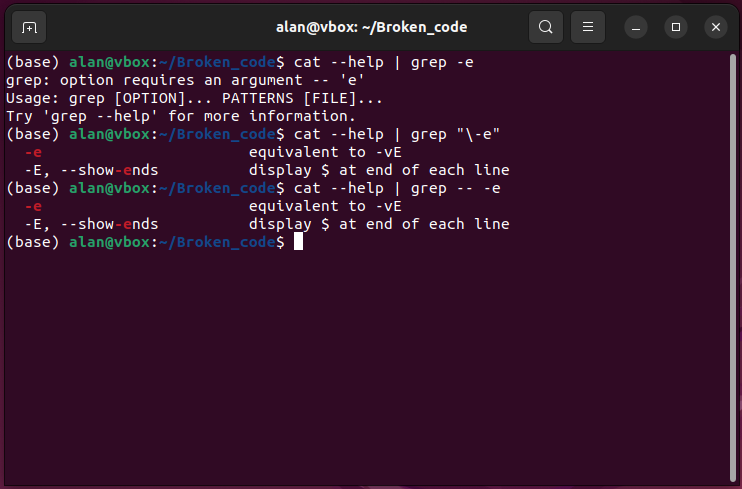 alan@vbox: ~/Broken_code
(base) alan@vbox:~/Broken_code$ cat --help | grep -e
grep: option requires an argument -- 'e'
Usage: grep [OPTION]... PATTERNS [FILE]...
Try 'grep --help' for more information.
(base) alan@vbox:~/Broken_code$ cat --help | grep "\-e"
  -e                       equivalent to -vE
  -E, --show-ends          display $ at end of each line
(base) alan@vbox:~/Broken_code$ cat --help | grep -- -e
  -e                       equivalent to -vE
  -E, --show-ends          display $ at end of each line
(base) alan@vbox:~/Broken_code$